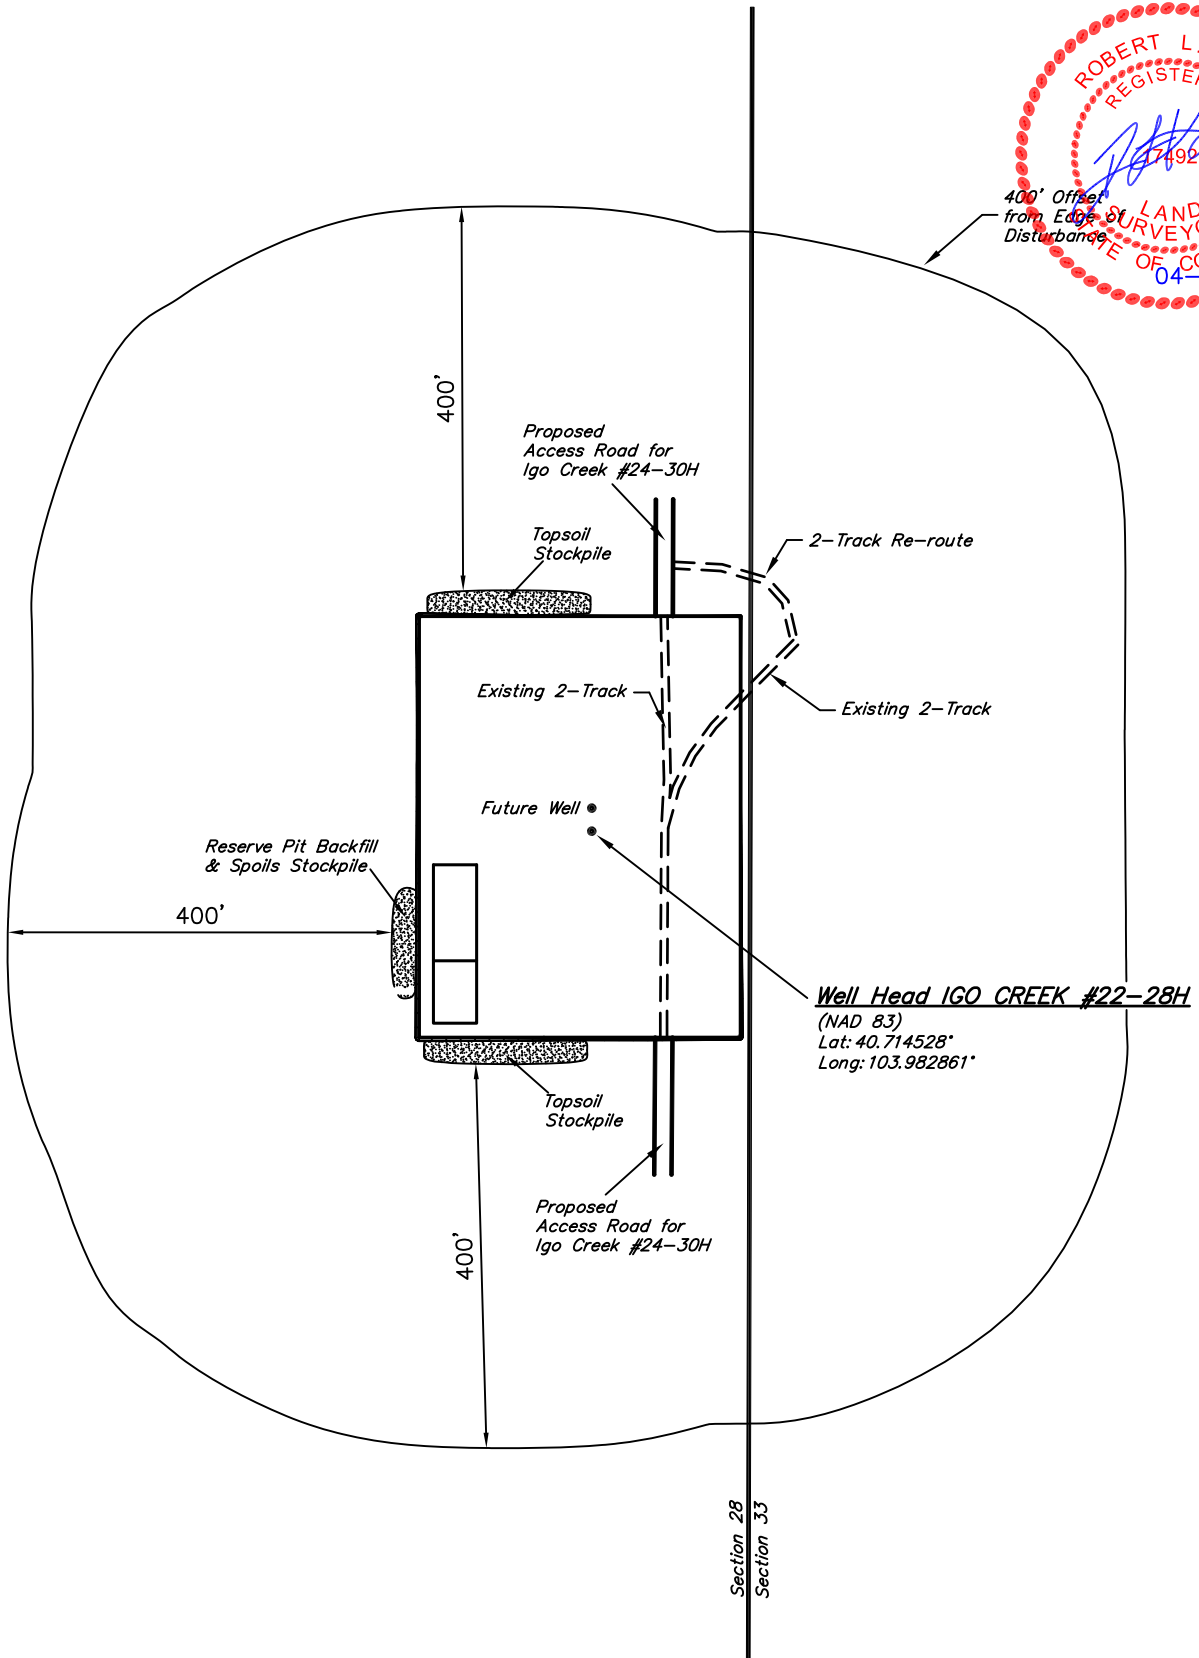 ROBERT L.
17492
LAND
SURVEYO
STATE OF CO
04-
400' Offset
from Edge of
Disturbance
400'
Proposed
Access Road for
Igo Creek #24-30H
Topsoil
Stockpile
2-Track Re-route
Existing 2-Track
Existing 2-Track
Future Well
Reserve Pit Backfill
& Spoils Stockpile
400'
Well Head IGO CREEK #22-28H
(NAD 83)
Lat: 40.714528°
Long: 103.982861°
Topsoil
Stockpile
Proposed
Access Road for
Igo Creek #24-30H
400'
Section 28
Section 33